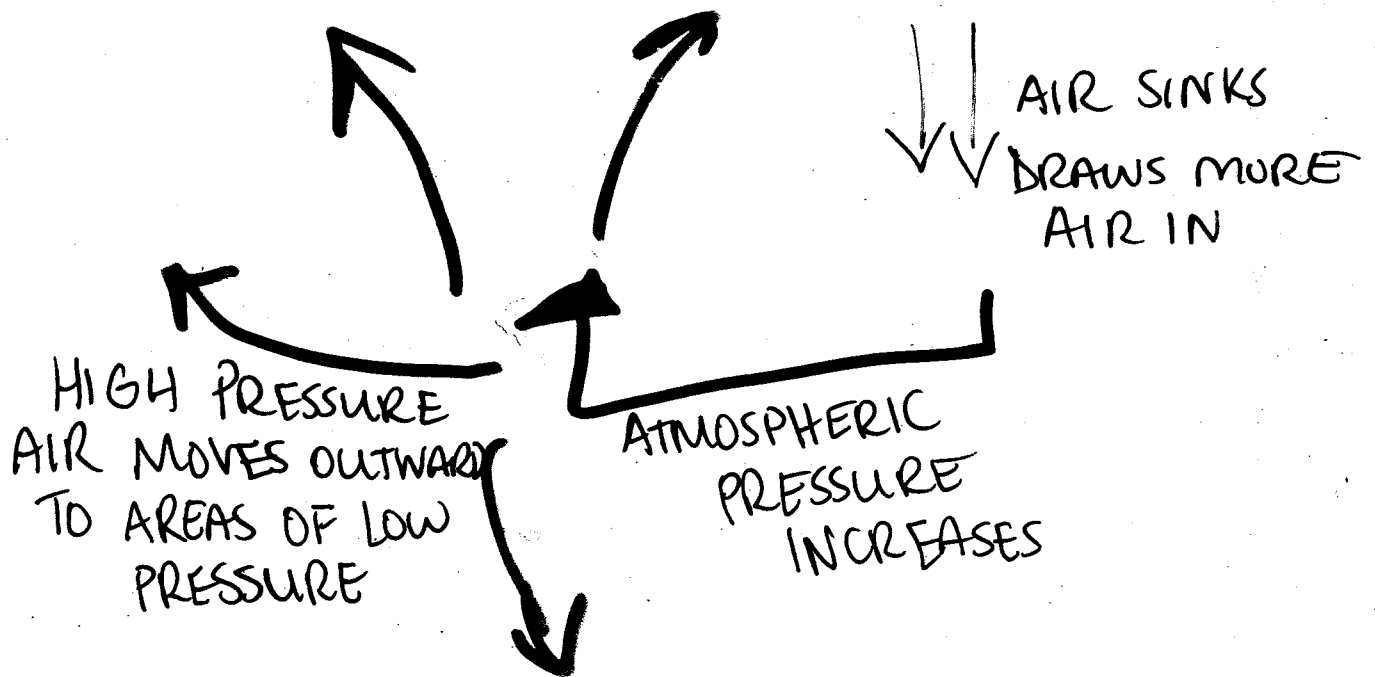 AIR SINKS
DRAWS MORE
AIR IN
HIGH PRESSURE
AIR MOVES OUTWARD
TO AREAS OF LOW
PRESSURE
ATMOSPHERIC
PRESSURE
INCREASES